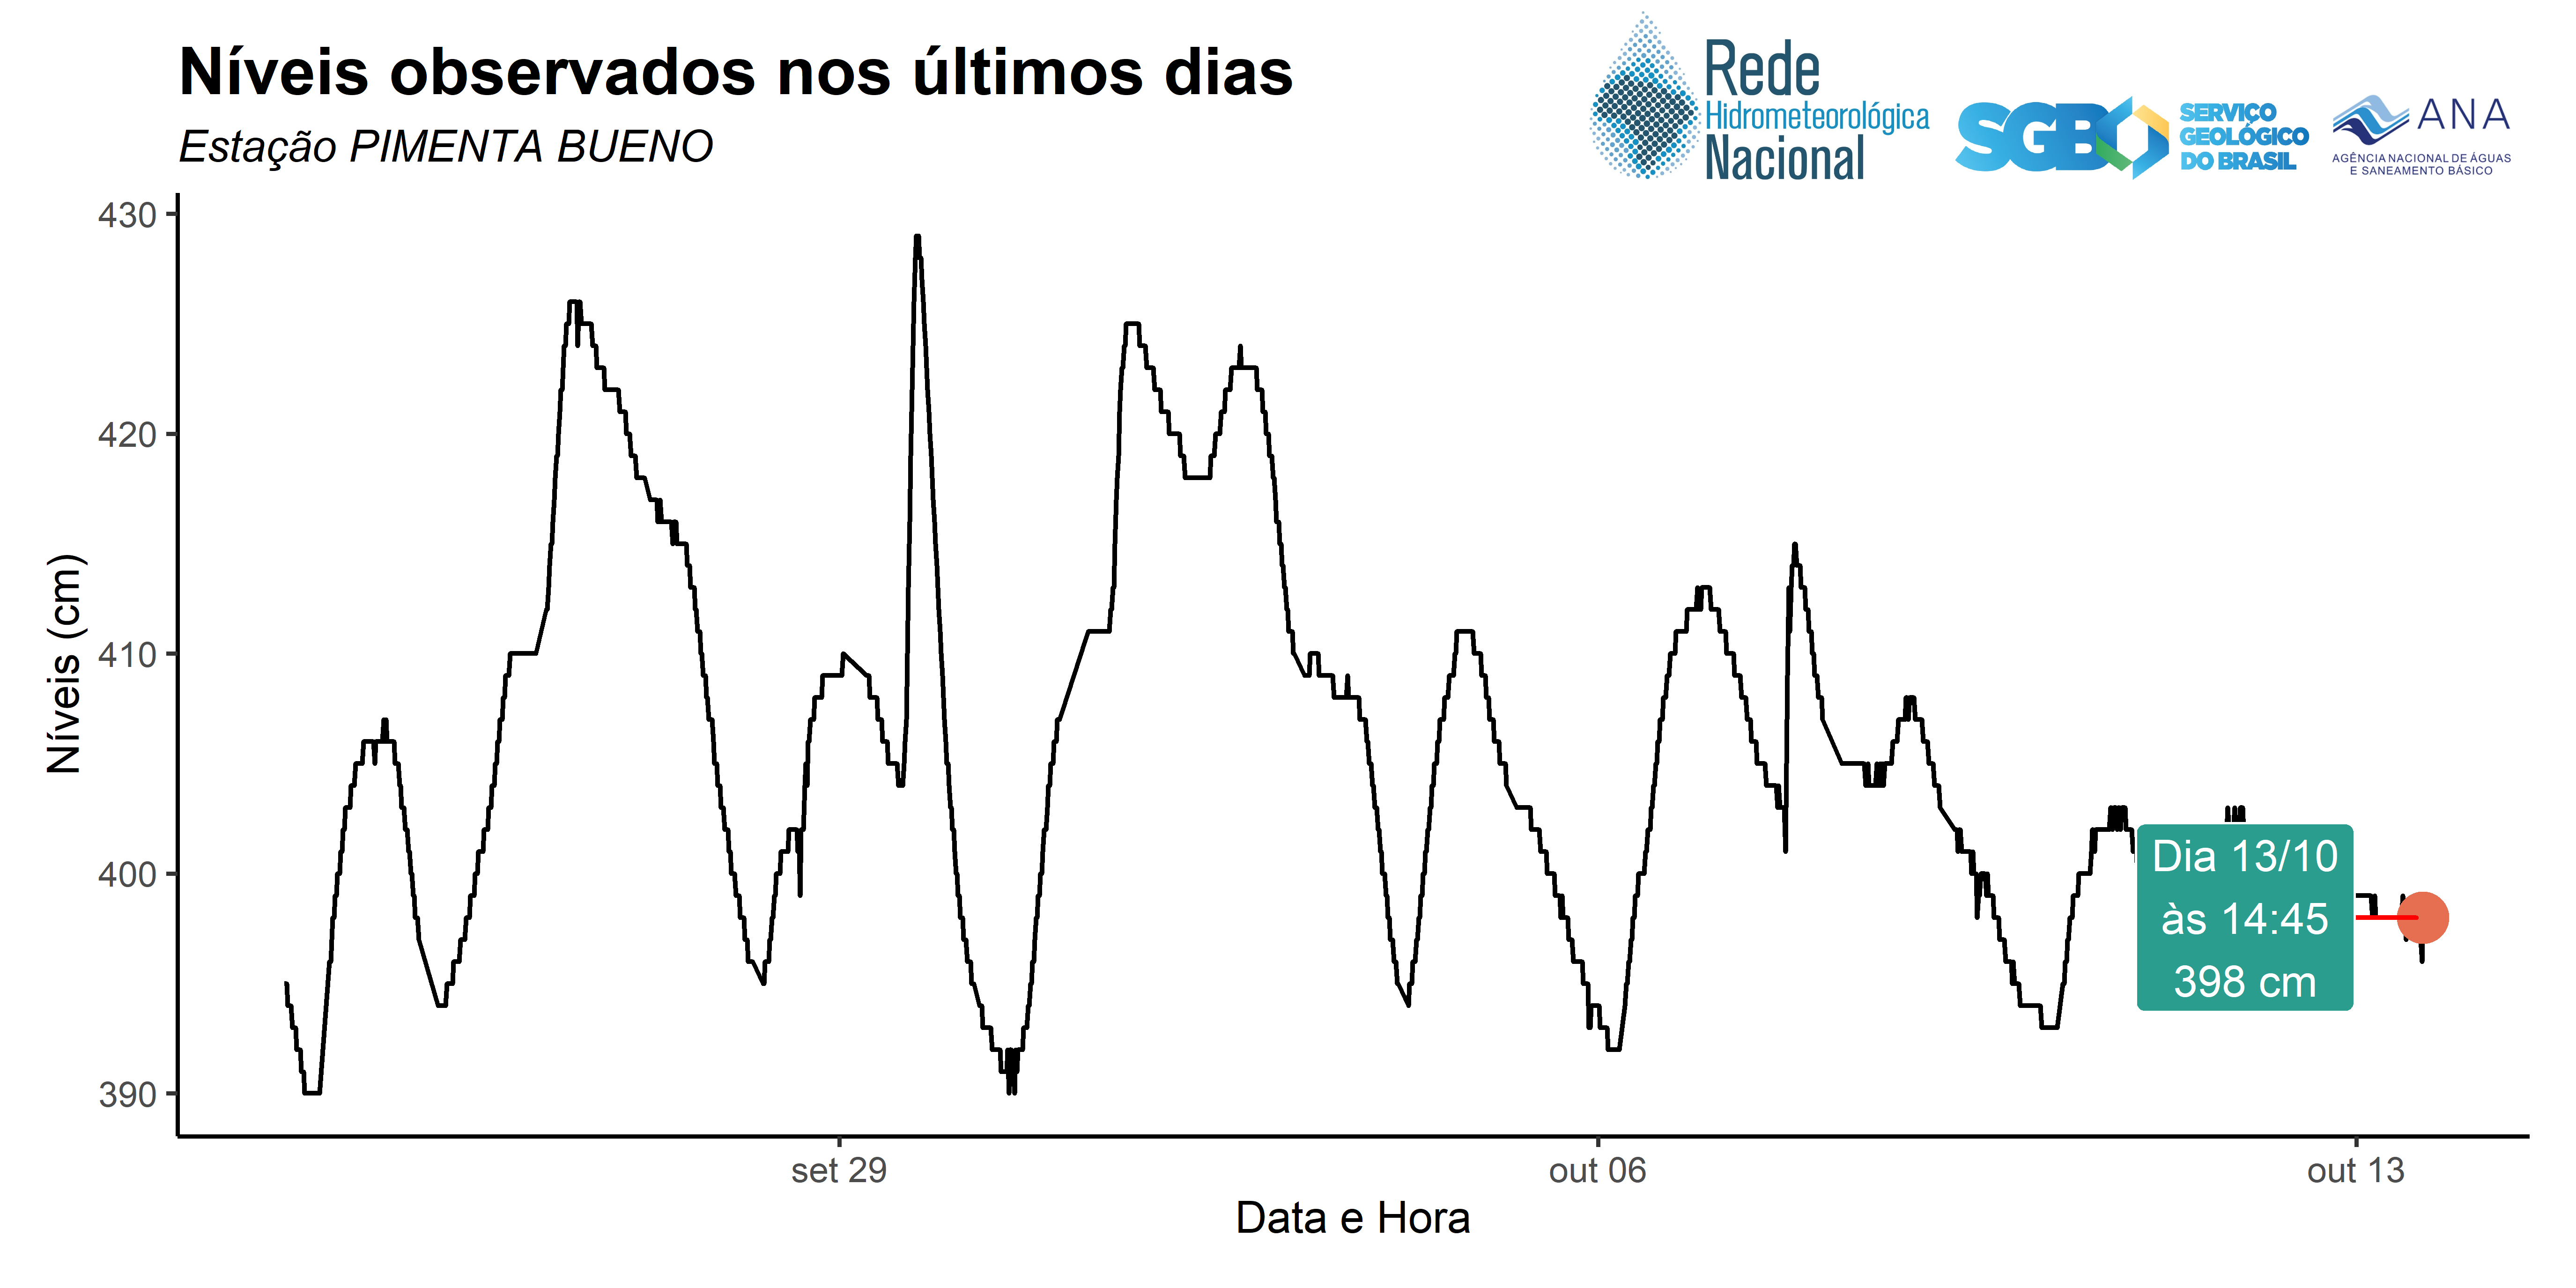 Níveis observados nos últimos dias
Estação PIMENTA BUENO
Rede
Hidrometeorológica
Nacional
SGB
SERVIÇO
GEOLÓGICO
DO BRASIL
ANA
AGÊNCIA NACIONAL DE ÁGUAS
E SANEAMENTO BÁSICO
430
420
410
400
390
Níveis (cm)
Dia 13/10
às 14:45
398 cm
set 29
out 06
out 13
Data e Hora